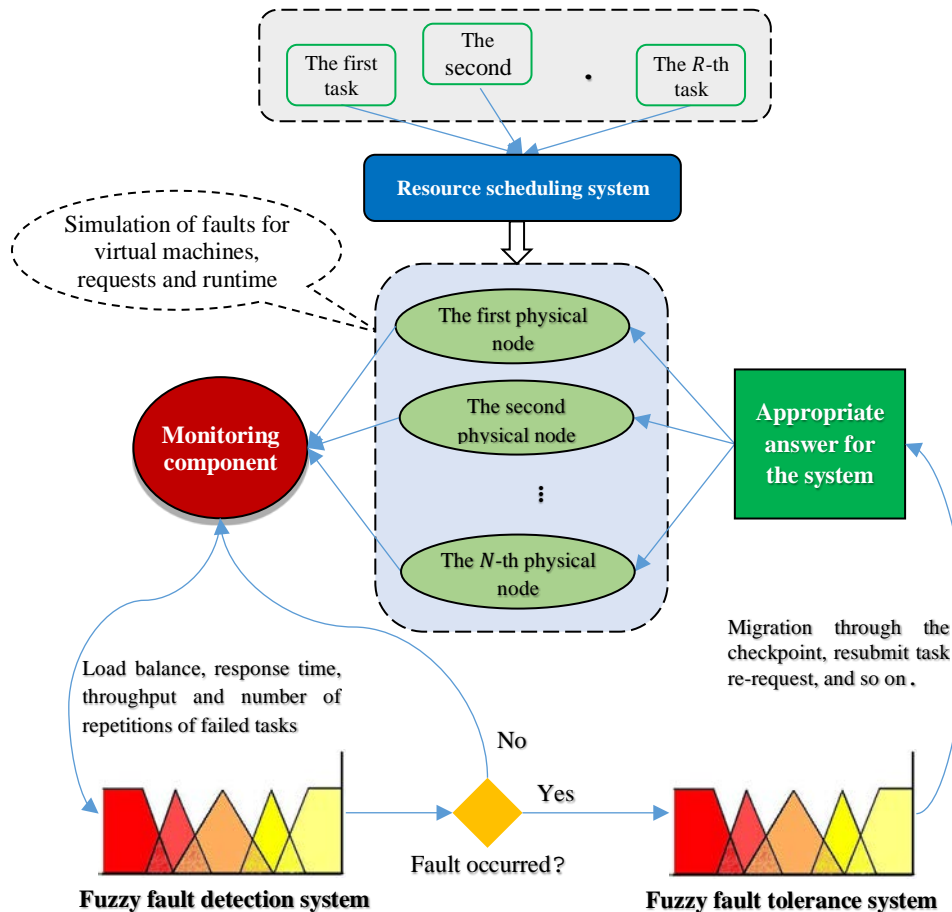 The first
task
The
second
.
The R-th
task
Resource scheduling system
Simulation of faults for
virtual machines,
requests and runtime
The first physical
node
The second
physical node
⋮
The N-th physical
node
Monitoring
component
Appropriate
answer for
the system
Load balance, response time,
throughput and number of
repetitions of failed tasks
Migration through the
checkpoint, resubmit task
re-request, and so on.
No
Yes
Fault occurred?
Fuzzy fault detection system
Fuzzy fault tolerance system